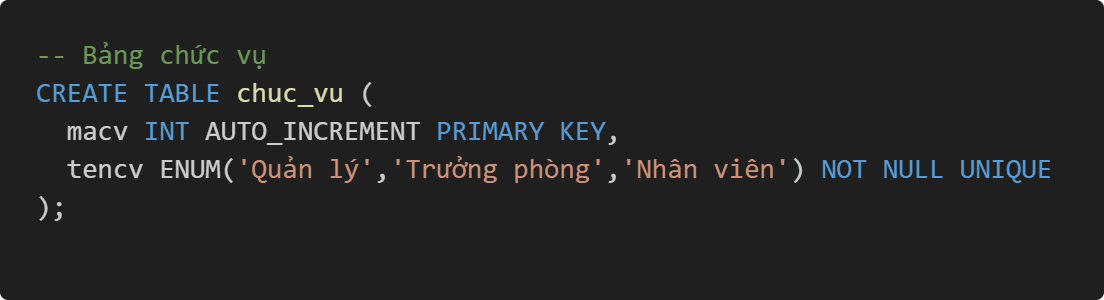 -- Bảng chức vụ
CREATE TABLE chuc_vu (
  macv INT AUTO_INCREMENT PRIMARY KEY,
  tencv ENUM('Quản lý','Trưởng phòng','Nhân viên') NOT NULL UNIQUE
);